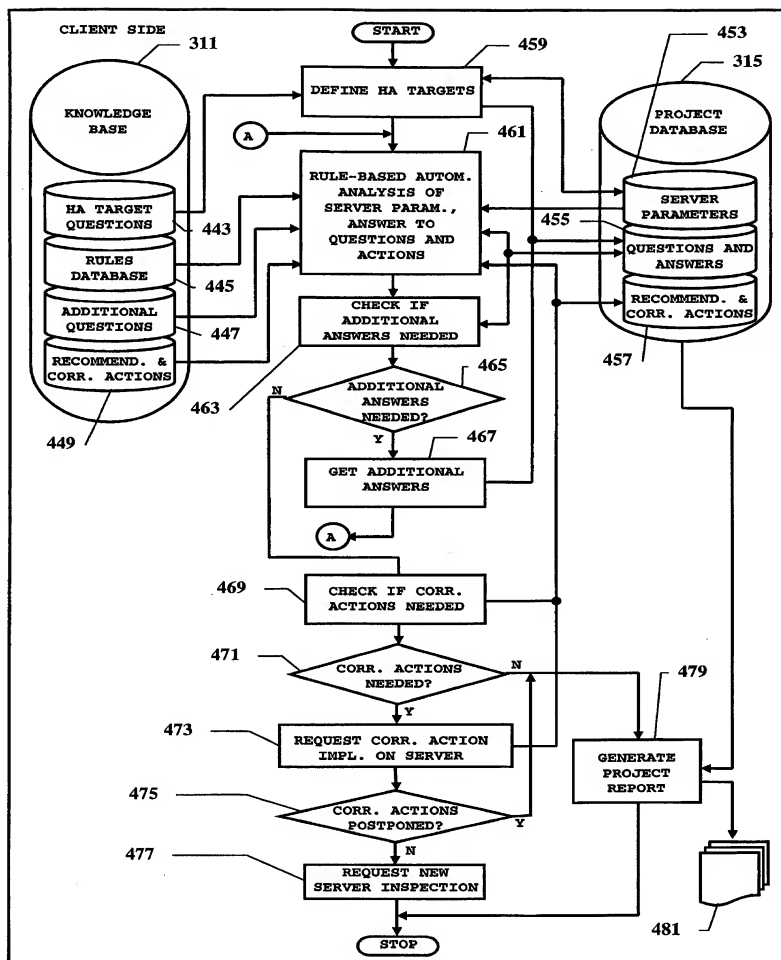 CLIENT SIDE
START
311
459
453
315
KNOWLEDGE
BASE
DEFINE HA TARGETS
PROJECT
DATABASE
A
461
HA TARGET
QUESTIONS
443
RULES
DATABASE
445
ADDITIONAL
QUESTIONS
447
RECOMMEND. &
CORR. ACTIONS
449
RULE-BASED AUTOM.
ANALYSIS OF
SERVER PARAM.,
ANSWER TO
QUESTIONS AND
ACTIONS
SERVER
PARAMETERS
455
QUESTIONS AND
ANSWERS
RECOMMEND. &
CORR. ACTIONS
457
CHECK IF
ADDITIONAL
ANSWERS NEEDED
463
465
N
ADDITIONAL
ANSWERS
NEEDED?
Y
467
GET ADDITIONAL
ANSWERS
A
469
CHECK IF CORR.
ACTIONS NEEDED
471
CORR. ACTIONS
NEEDED?
N
Y
479
473
REQUEST CORR. ACTION
IMPL. ON SERVER
GENERATE
PROJECT
REPORT
475
CORR. ACTIONS
POSTPONED?
Y
N
477
REQUEST NEW
SERVER INSPECTION
481
STOP